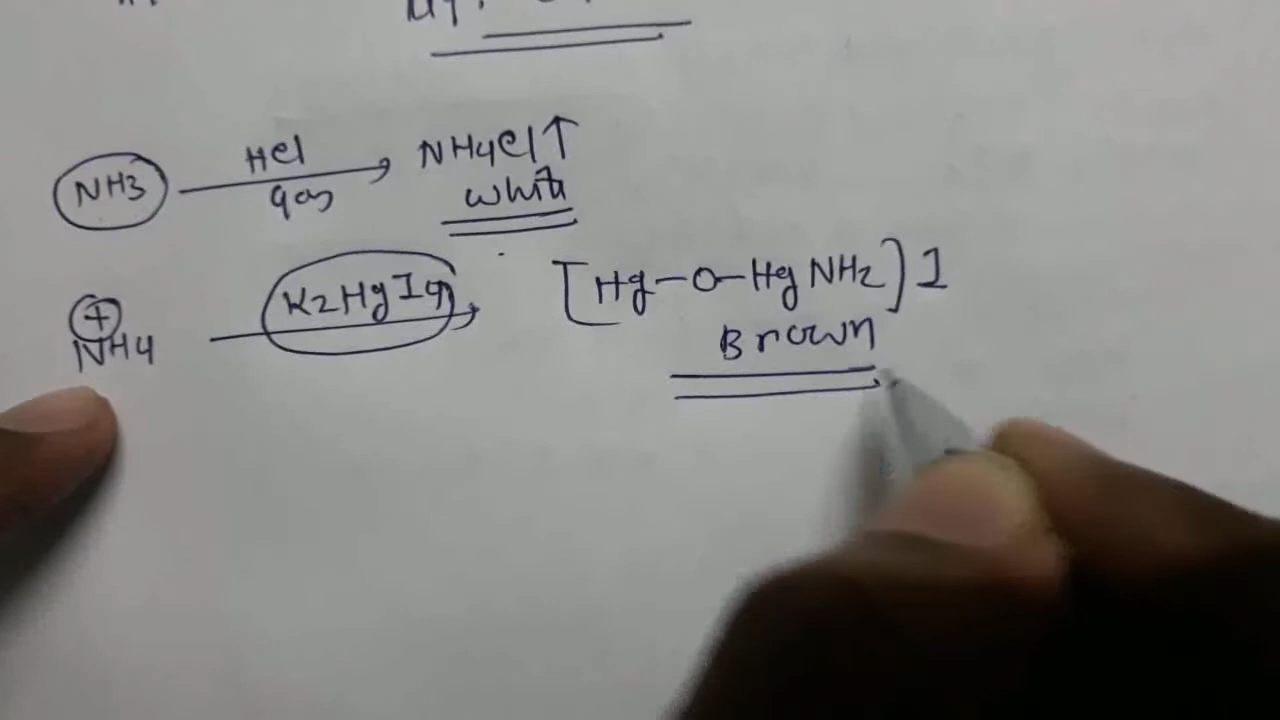 HCl
NH3 → NH4Cl↑
gas white
⊕
NH4 K2HgI4 → [Hg-O-HgNH2]I
Brown